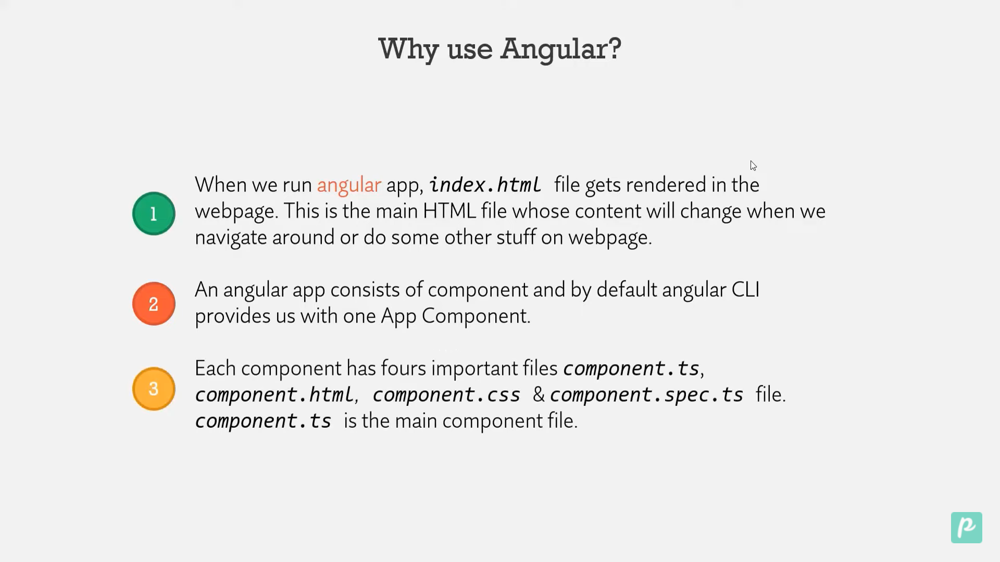 Why use Angular?
1
When we run angular app, index.html file gets rendered in the
webpage. This is the main HTML file whose content will change when we
navigate around or do some other stuff on webpage.
2
An angular app consists of component and by default angular CLI
provides us with one App Component.
3
Each component has fours important files component.ts,
component.html, component.css & component.spec.ts file.
component.ts is the main component file.
p